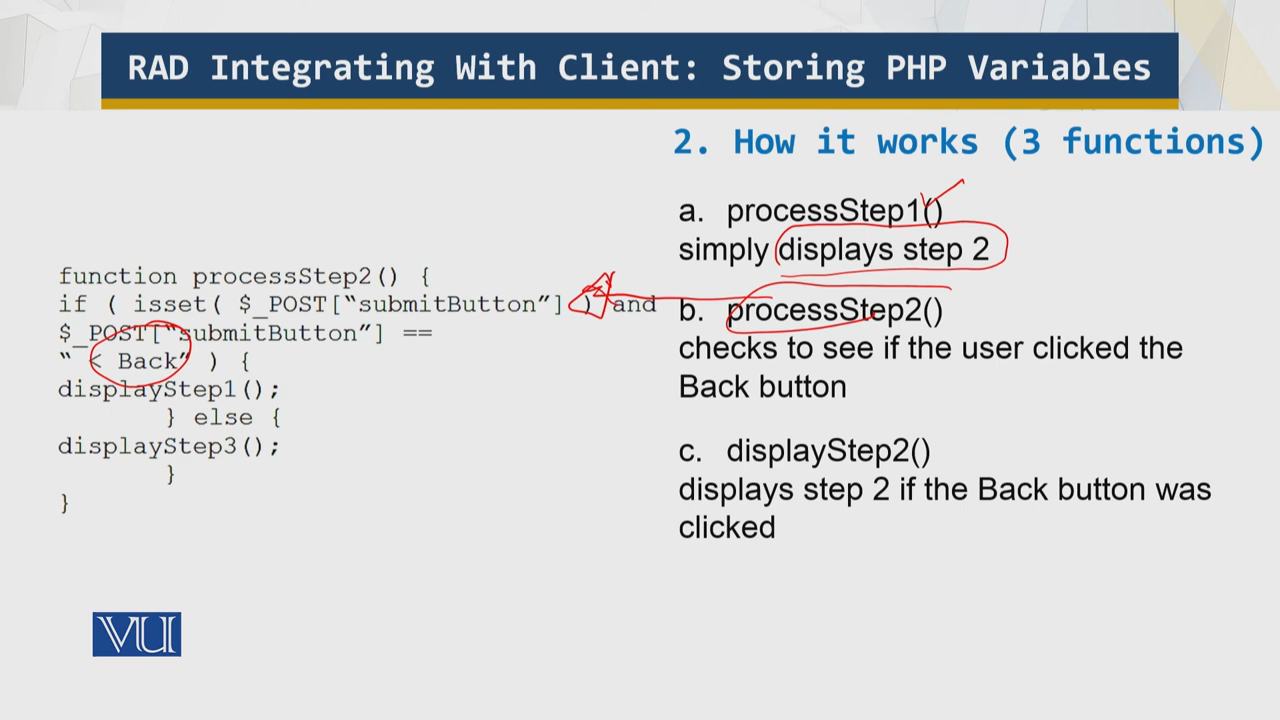 RAD Integrating With Client: Storing PHP Variables
2. How it works (3 functions)
a. processStep1()
simply displays step 2
b. processStep2()
checks to see if the user clicked the
Back button
c. displayStep2()
displays step 2 if the Back button was
clicked
function processStep2() {
if ( isset( $_POST[“submitButton”] ) and
$_POST[“submitButton”] ==
“ < Back” ) {
displayStep1();
} else {
displayStep3();
}
}
VU